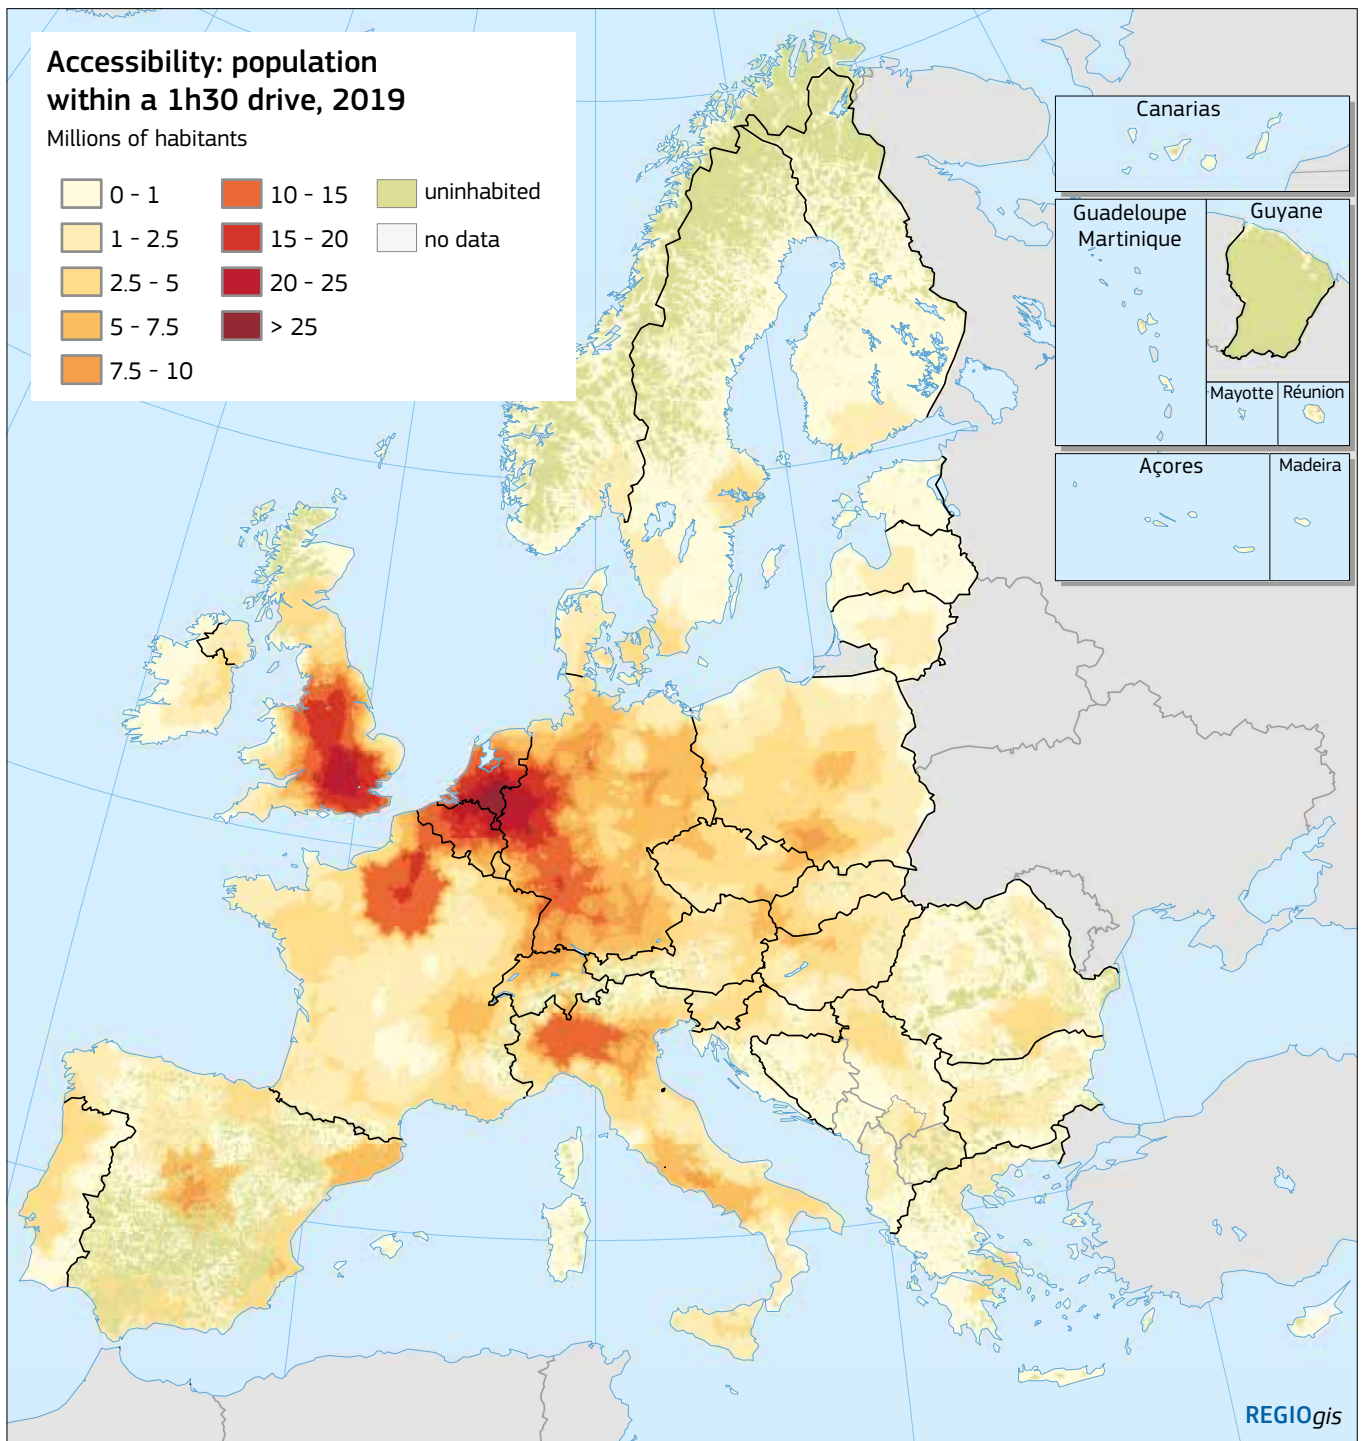 Accessibility: population
within a 1h30 drive, 2019
Millions of habitants
0 - 1
1 - 2.5
2.5 - 5
5 - 7.5
7.5 - 10
10 - 15
15 - 20
20 - 25
> 25
uninhabited
no data
Canarias
Guadeloupe
Martinique
Guyane
Mayotte
Réunion
Açores
Madeira
REGIOgis